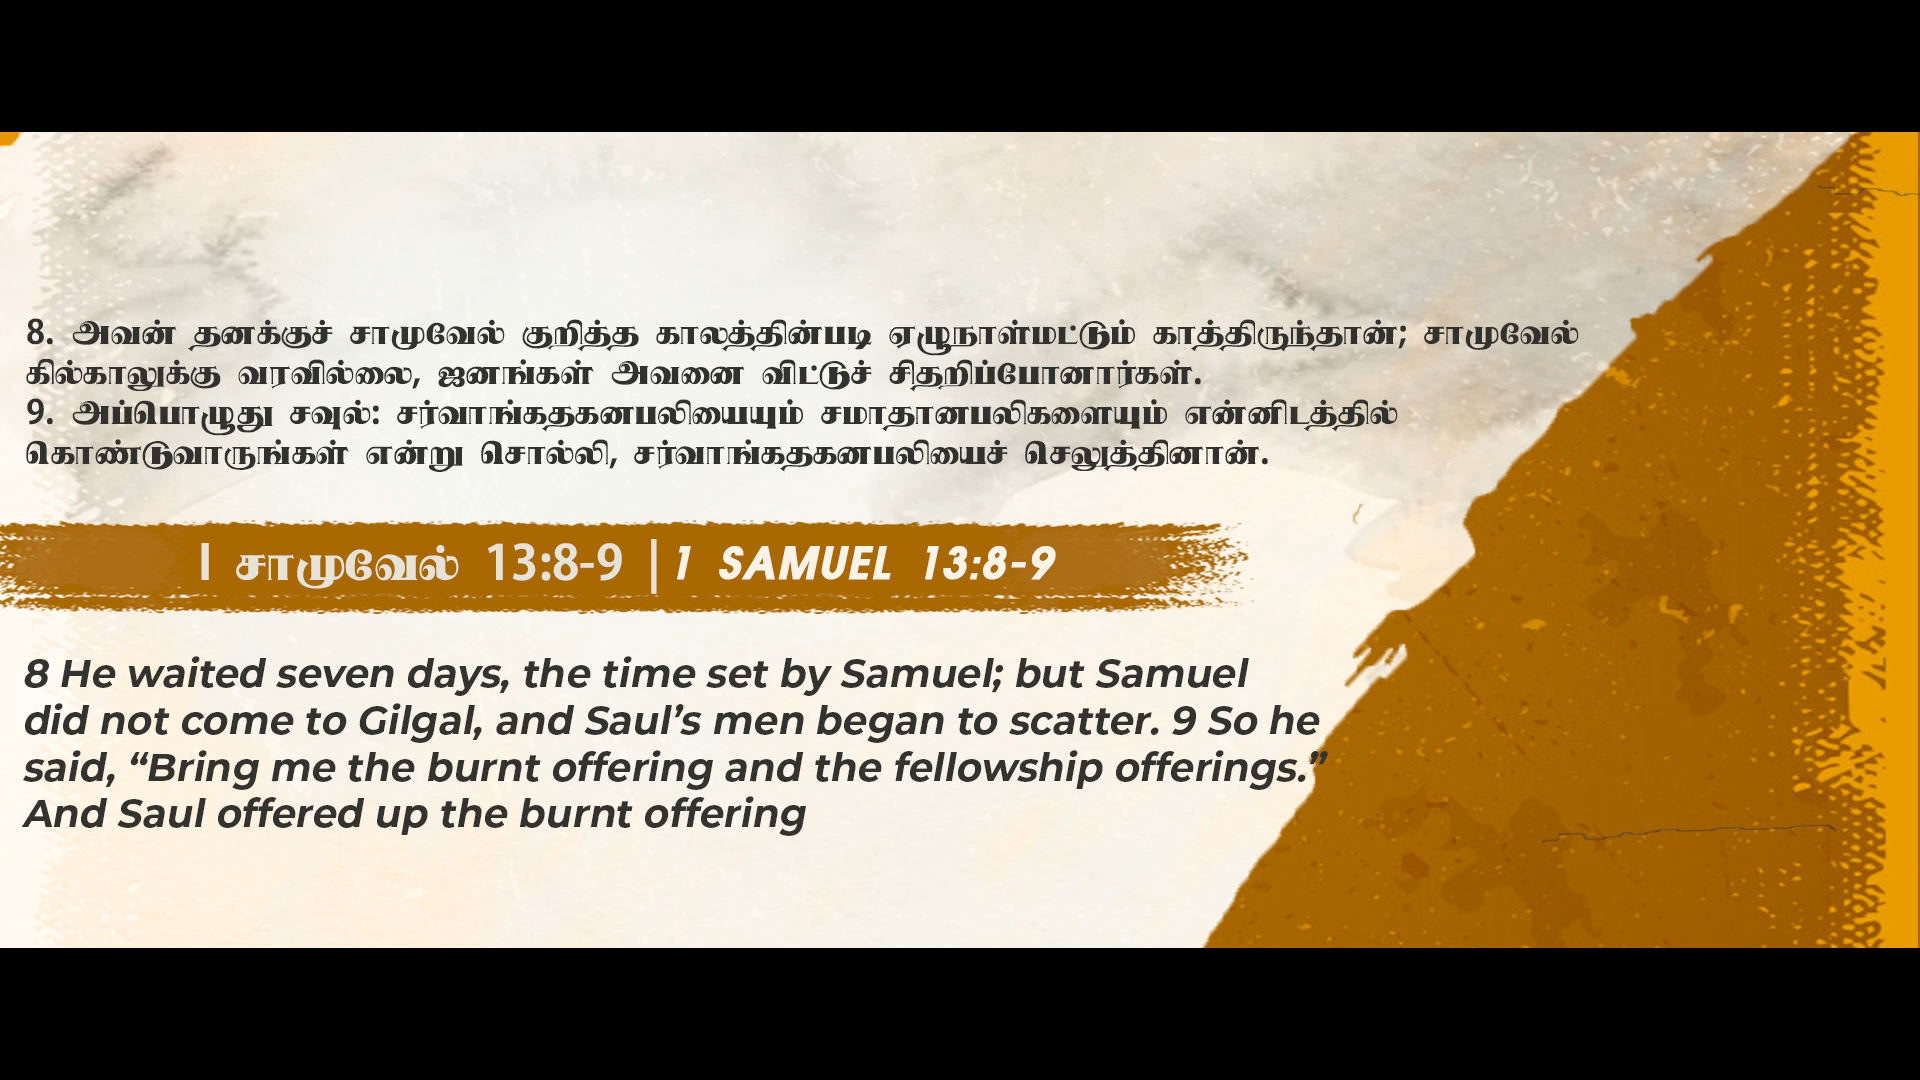 8. அவன் தனக்குச் சாமுவேல் குறித்த காலத்தின்படி ஏழுநாள்மட்டும் காத்திருந்தான்; சாமுவேல்
கில்காலுக்கு வரவில்லை, ஜனங்கள் அவனை விட்டுச் சிதறிப்போனார்கள்.
9. அப்பொழுது சவுல்: சர்வாங்கதகனபலியையும் சமாதானபலிகளையும் என்னிடத்தில்
கொண்டுவாருங்கள் என்று சொல்லி, சர்வாங்கதகனபலியைச் செலுத்தினான்.
I சாமுவேல் 13:8-9 | 1 SAMUEL 13:8-9
8 He waited seven days, the time set by Samuel; but Samuel
did not come to Gilgal, and Saul’s men began to scatter. 9 So he
said, “Bring me the burnt offering and the fellowship offerings.”
And Saul offered up the burnt offering